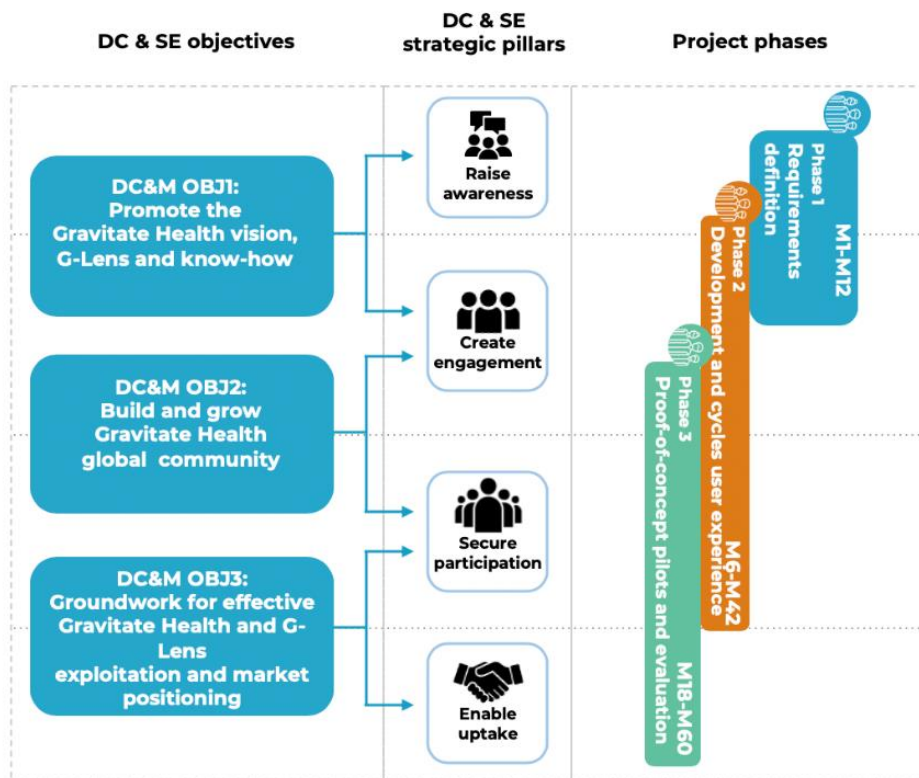 DC & SE objectives
DC & SE
strategic pillars
Project phases
DC&M OBJ1:
Promote the
Gravitate Health vision,
G-Lens and know-how
DC&M OBJ2:
Build and grow
Gravitate Health
global community
DC&M OBJ3:
Groundwork for effective
Gravitate Health and G-
Lens
exploitation and market
positioning
Raise
awareness
Create
engagement
Secure
participation
Enable
uptake
Phase 1
Requirements
definition
M1-M12
Phase 2
Development and cycles user experience
M6-M42
Phase 3
Proof-of-concept pilots and evaluation
M18-M60